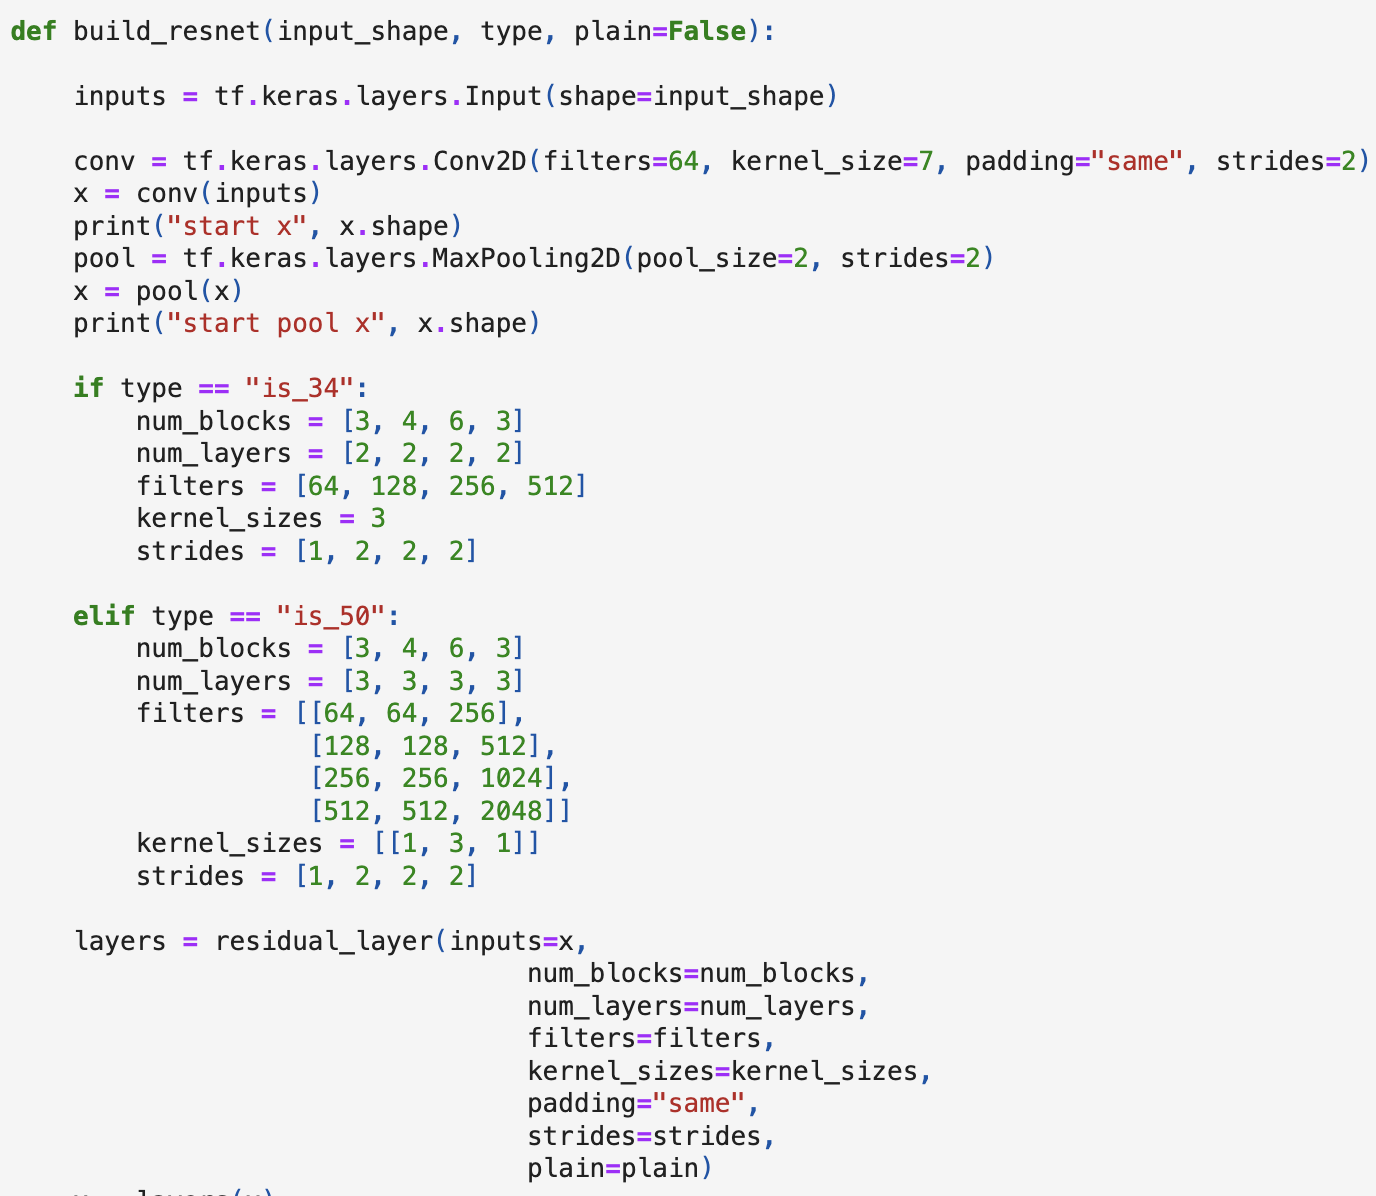 def build_resnet(input_shape, type, plain=False):
inputs = tf.keras.layers.Input(shape=input_shape)
conv = tf.keras.layers.Conv2D(filters=64, kernel_size=7, padding="same", strides=2)
x = conv(inputs)
print("start x", x.shape)
pool = tf.keras.layers.MaxPooling2D(pool_size=2, strides=2)
x = pool(x)
print("start pool x", x.shape)
if type == "is_34":
num_blocks = [3, 4, 6, 3]
num_layers = [2, 2, 2, 2]
filters = [64, 128, 256, 512]
kernel_sizes = 3
strides = [1, 2, 2, 2]
elif type == "is_50":
num_blocks = [3, 4, 6, 3]
num_layers = [3, 3, 3, 3]
filters = [[64, 64, 256],
[128, 128, 512],
[256, 256, 1024],
[512, 512, 2048]]
kernel_sizes = [[1, 3, 1]]
strides = [1, 2, 2, 2]
layers = residual_layer(inputs=x,
num_blocks=num_blocks,
num_layers=num_layers,
filters=filters,
kernel_sizes=kernel_sizes,
padding="same",
strides=strides,
plain=plain)